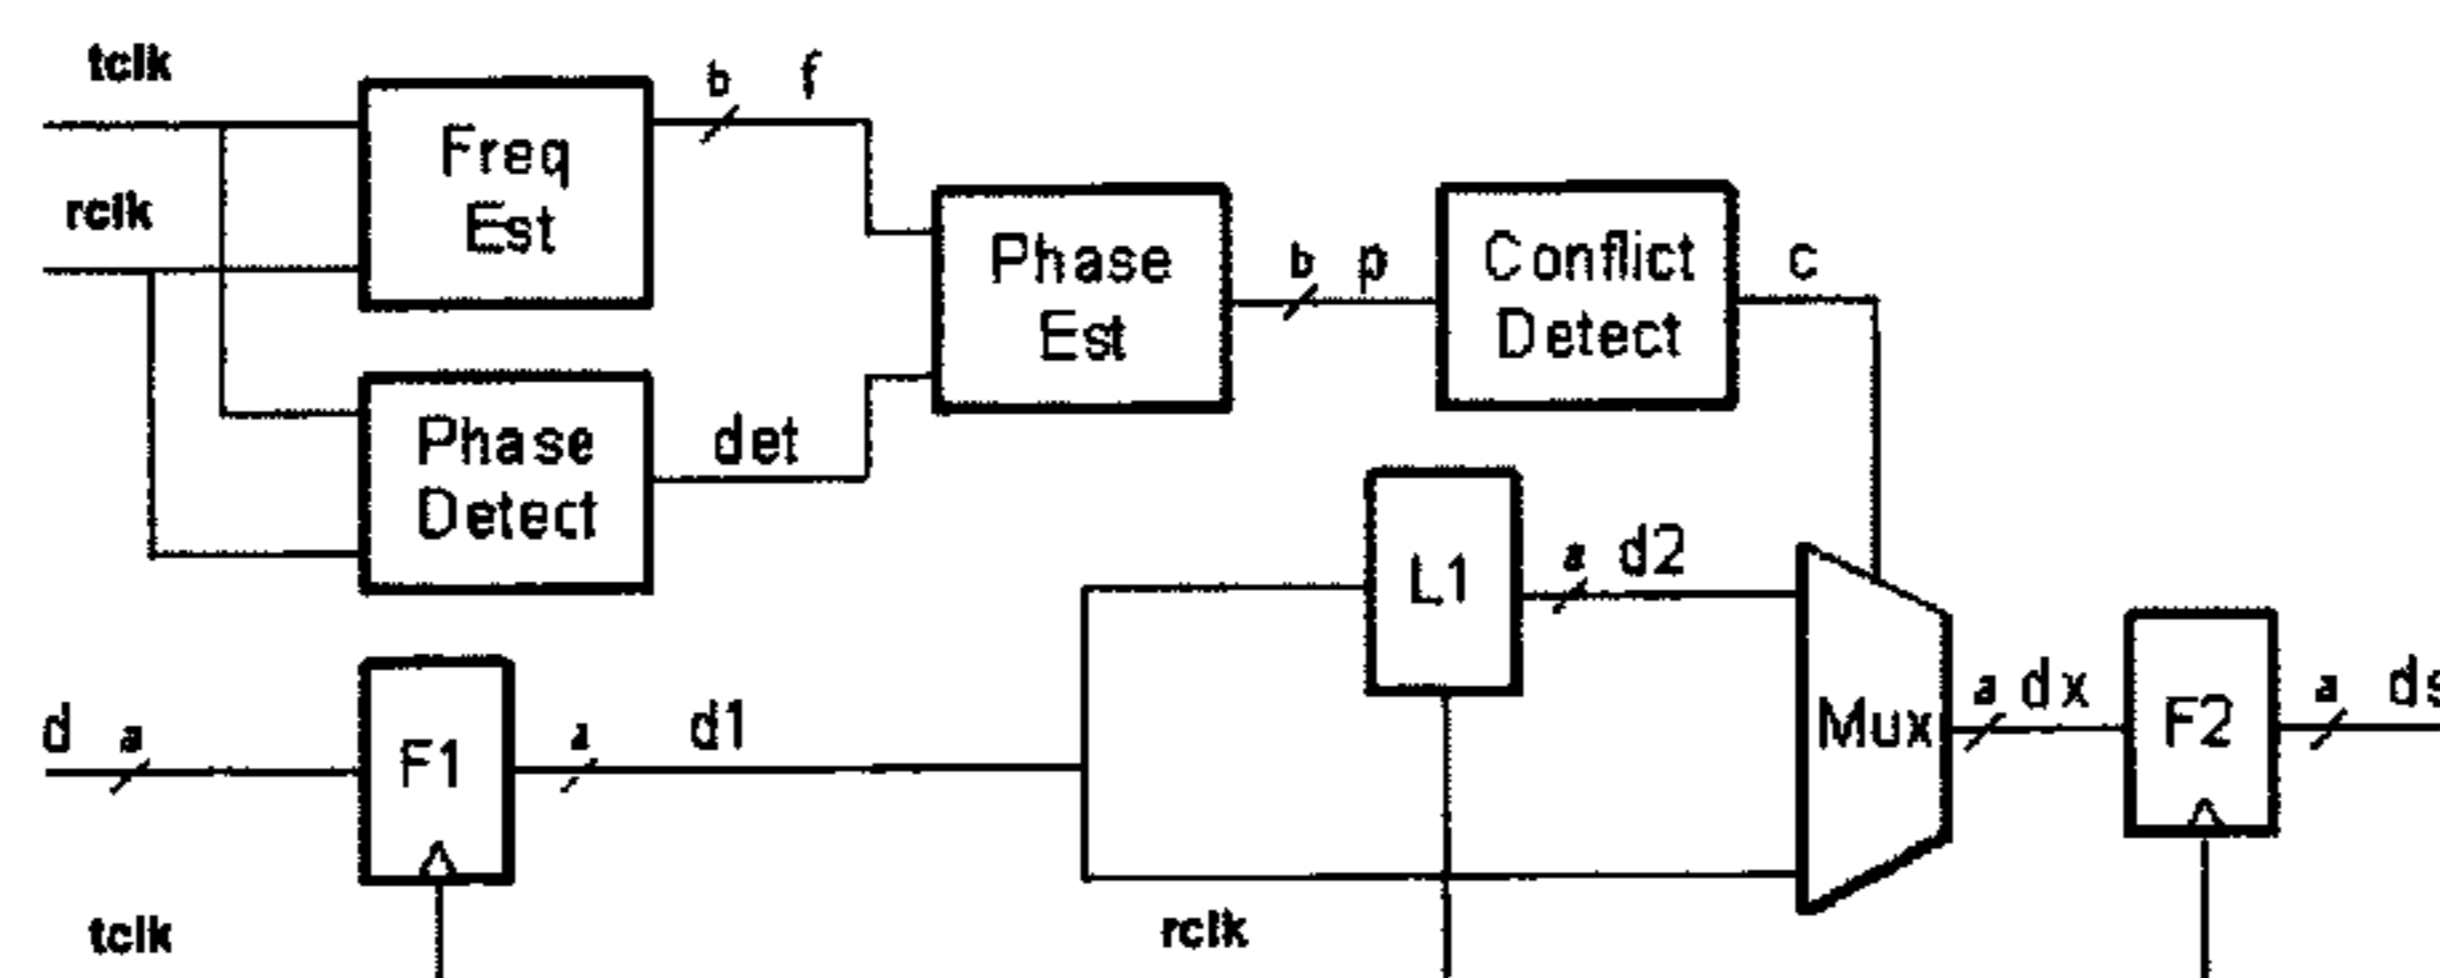 tclk
b f
Freq
Est
rclk
Phase
Est
b p
Conflict
Detect
c
Phase
Detect
det
L1
a d2
d a
F1
a d1
Mux
a dx
F2
a ds
tclk
rclk